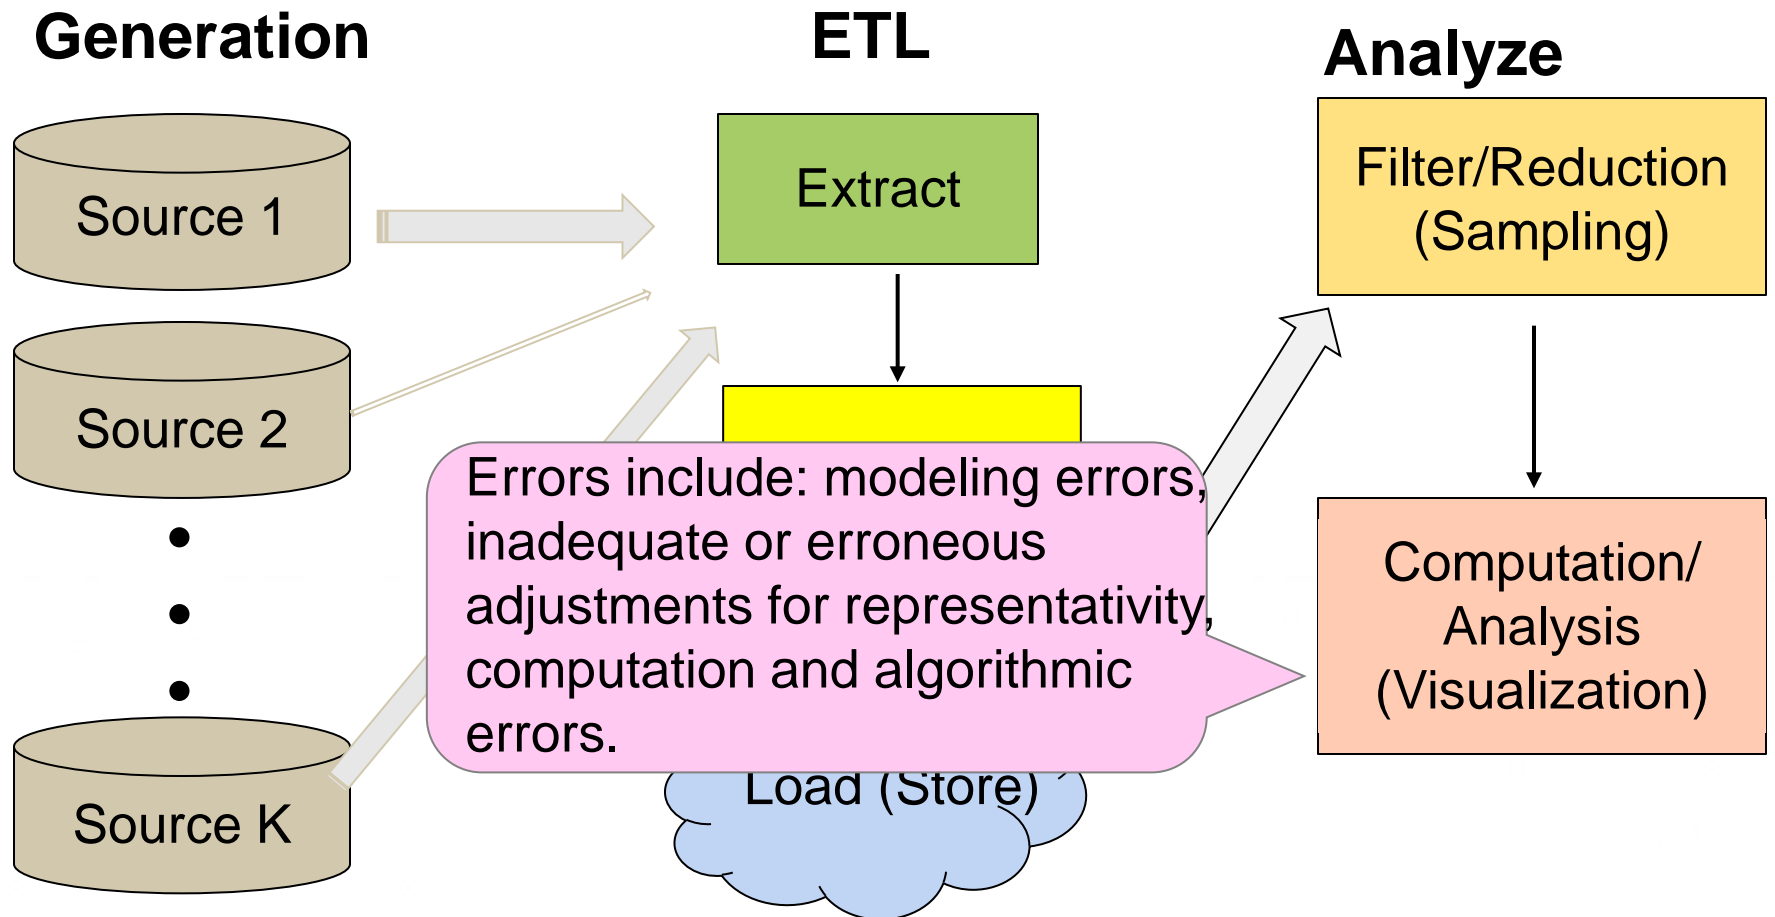 Generation
ETL
Analyze
Source 1
Source 2
Source K
Extract
Errors include: modeling errors,
inadequate or erroneous
adjustments for representativity,
computation and algorithmic
errors.
Load (Store)
Filter/Reduction
(Sampling)
Computation/
Analysis
(Visualization)